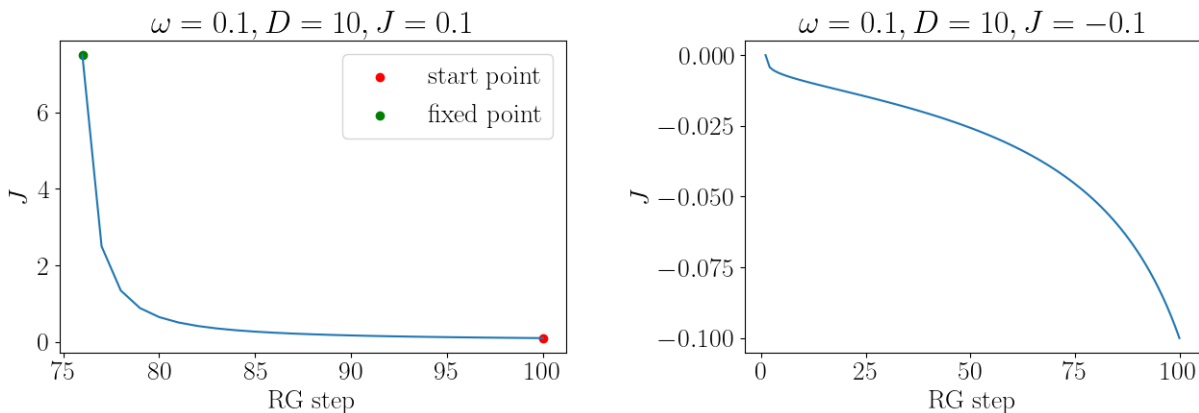 ω = 0.1, D = 10, J = 0.1
6
4
2
0
J
start point
fixed point
75
80
85
90
95
100
RG step
ω = 0.1, D = 10, J = −0.1
0.000
−0.025
−0.050
−0.075
−0.100
J
0
25
50
75
100
RG step